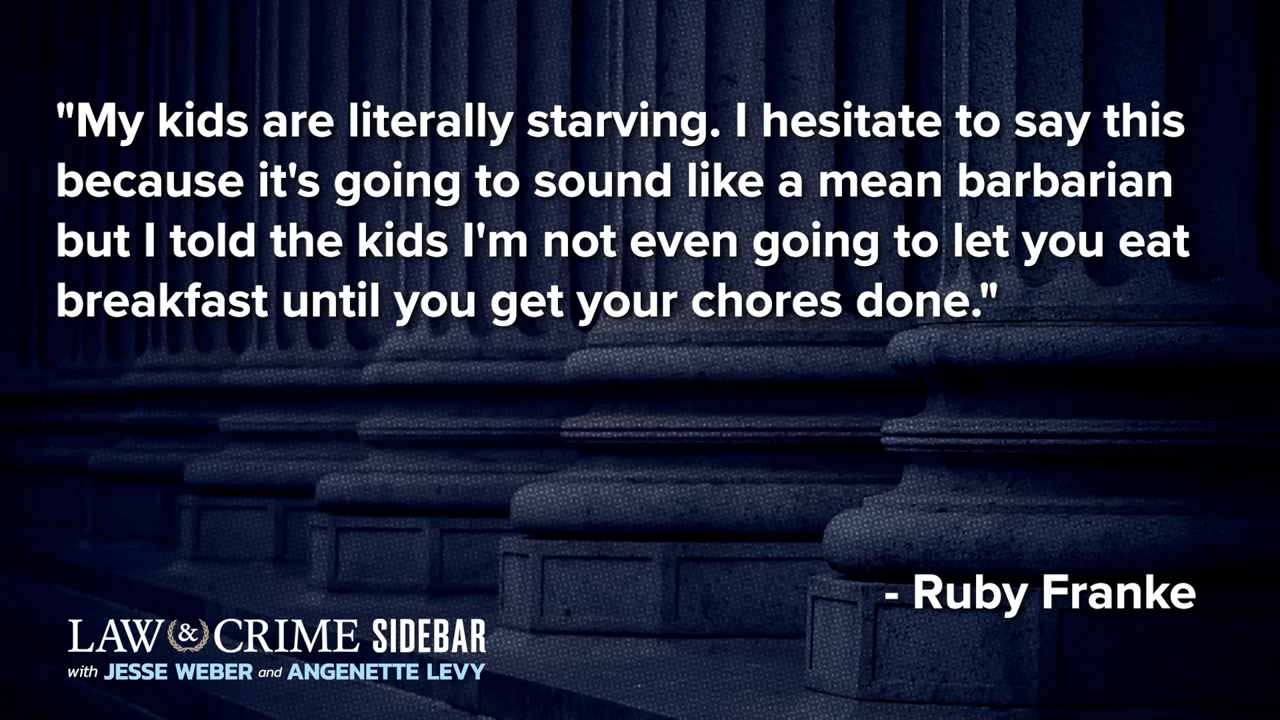 "My kids are literally starving. I hesitate to say this
because it's going to sound like a mean barbarian
but I told the kids I'm not even going to let you eat
breakfast until you get your chores done."
- Ruby Franke
LAW & CRIME SIDEBAR
with JESSE WEBER and ANGENETTE LEVY